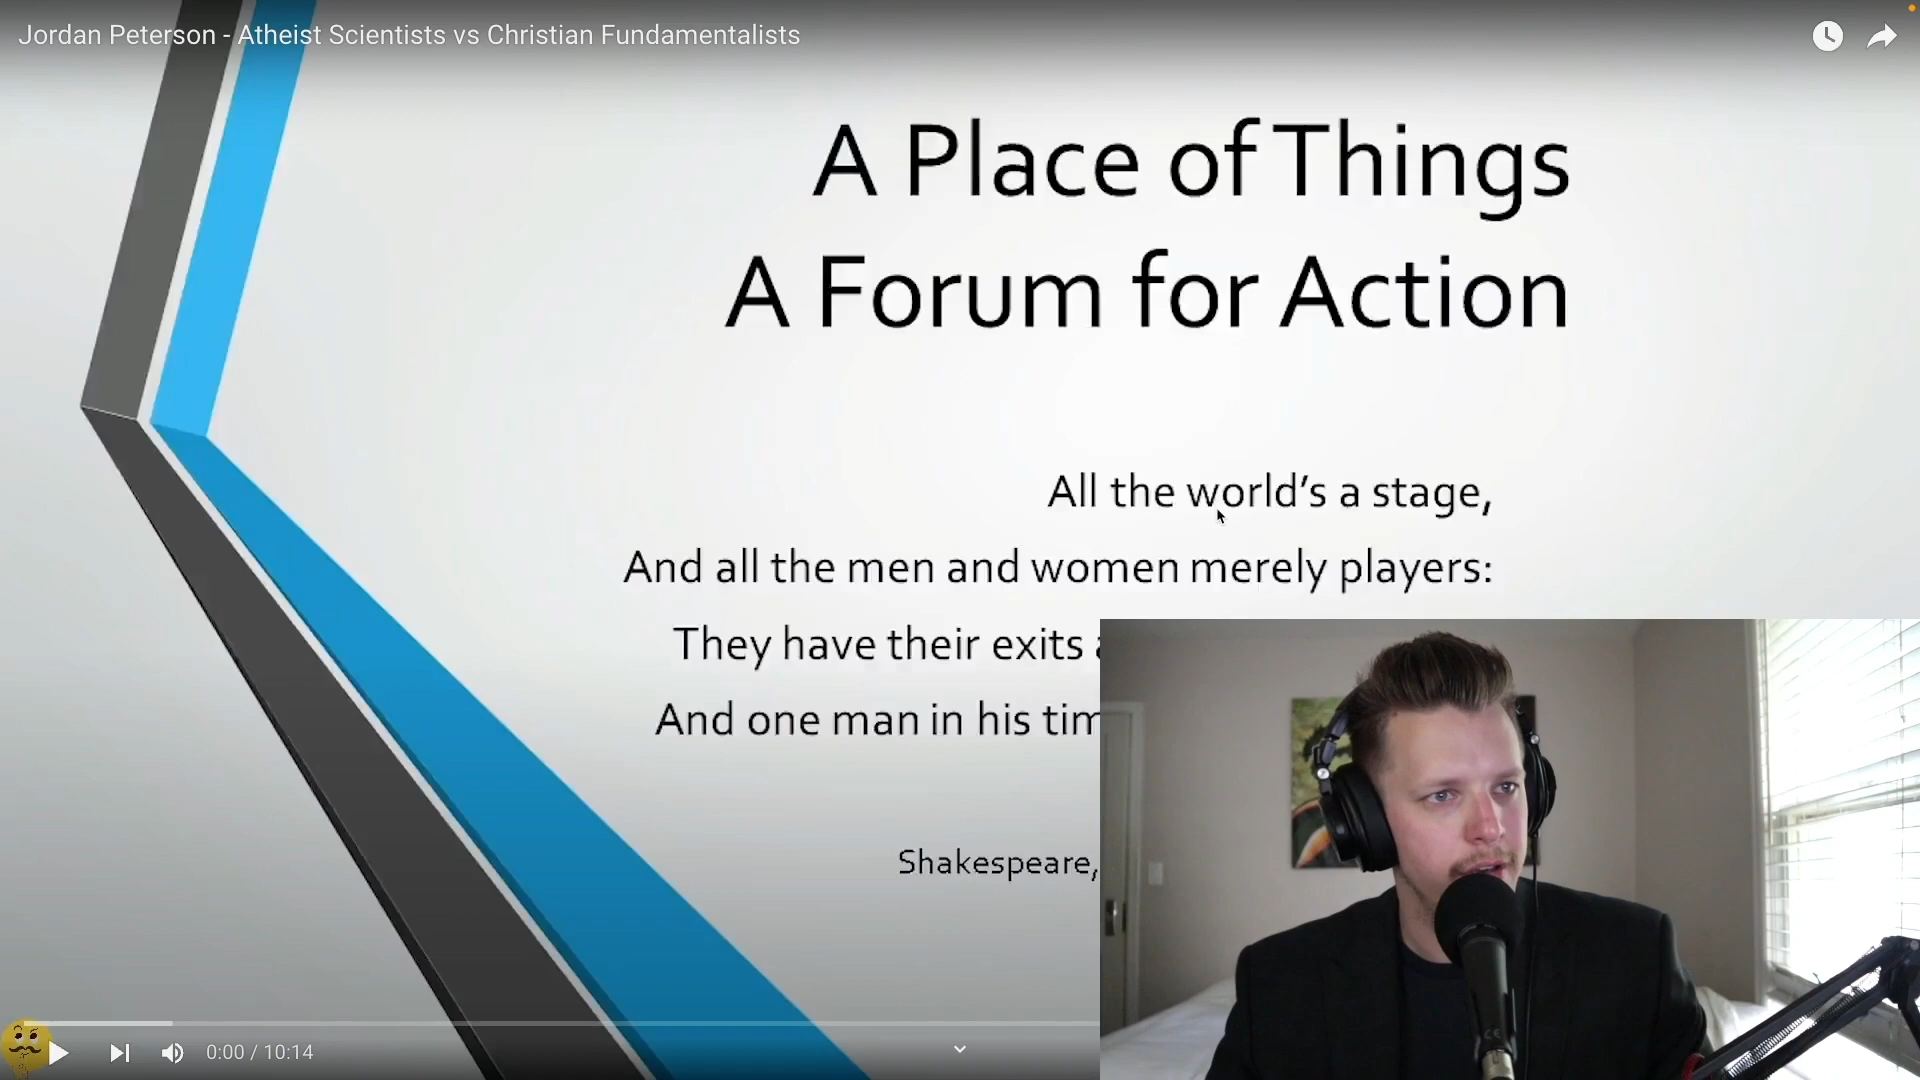 Jordan Peterson - Atheist Scientists vs Christian Fundamentalists
A Place of Things
A Forum for Action
All the world's a stage,
And all the men and women merely players:
They have their exits
And one man in his
Shakespeare,
0:00 / 10:14